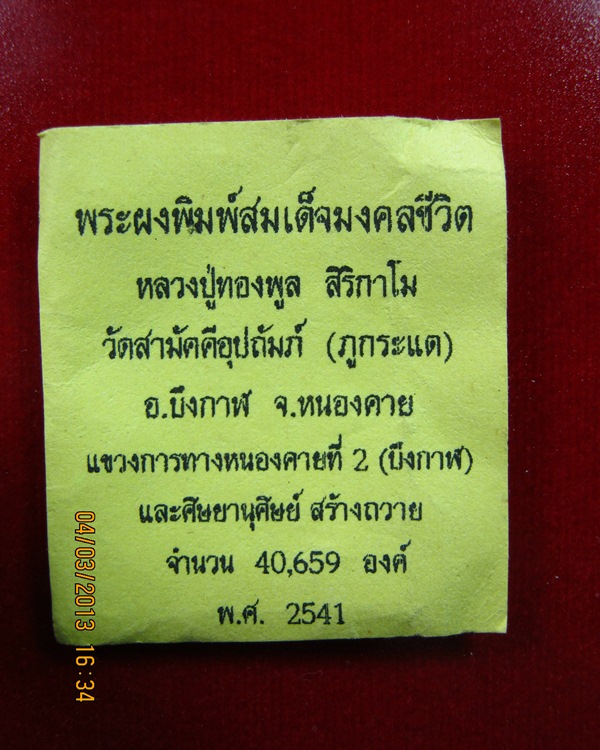 พระผงพิมพ์สมเด็จมงคลชีวิต
หลวงปู่ทองพูล สิริกาโม
วัดสามัคคีอุปถัมภ์ (ภูกระแต)
อ.บึงกาฬ จ.หนองคาย
แขวงการทางหนองคายที่ 2 (บึงกาฬ)
และศิษยานุศิษย์ สร้างถวาย
จำนวน 40,659 องค์
พ.ศ. 2541
04/03/2013 16:34